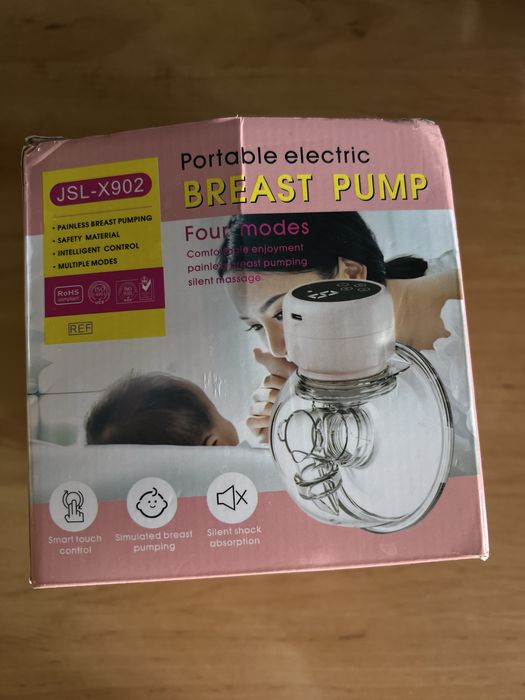 Portable electric
BREAST PUMP
JSL-X902
• PAINLESS BREAST PUMPING
• SAFETY MATERIAL
• INTELLIGENT CONTROL
• MULTIPLE MODES
RoHS
compliant
ISO
REF
Four modes
Comfortable enjoyment
painless breast pumping
silent massage
Smart touch
control
Simulated breast
pumping
Silent shock
absorption